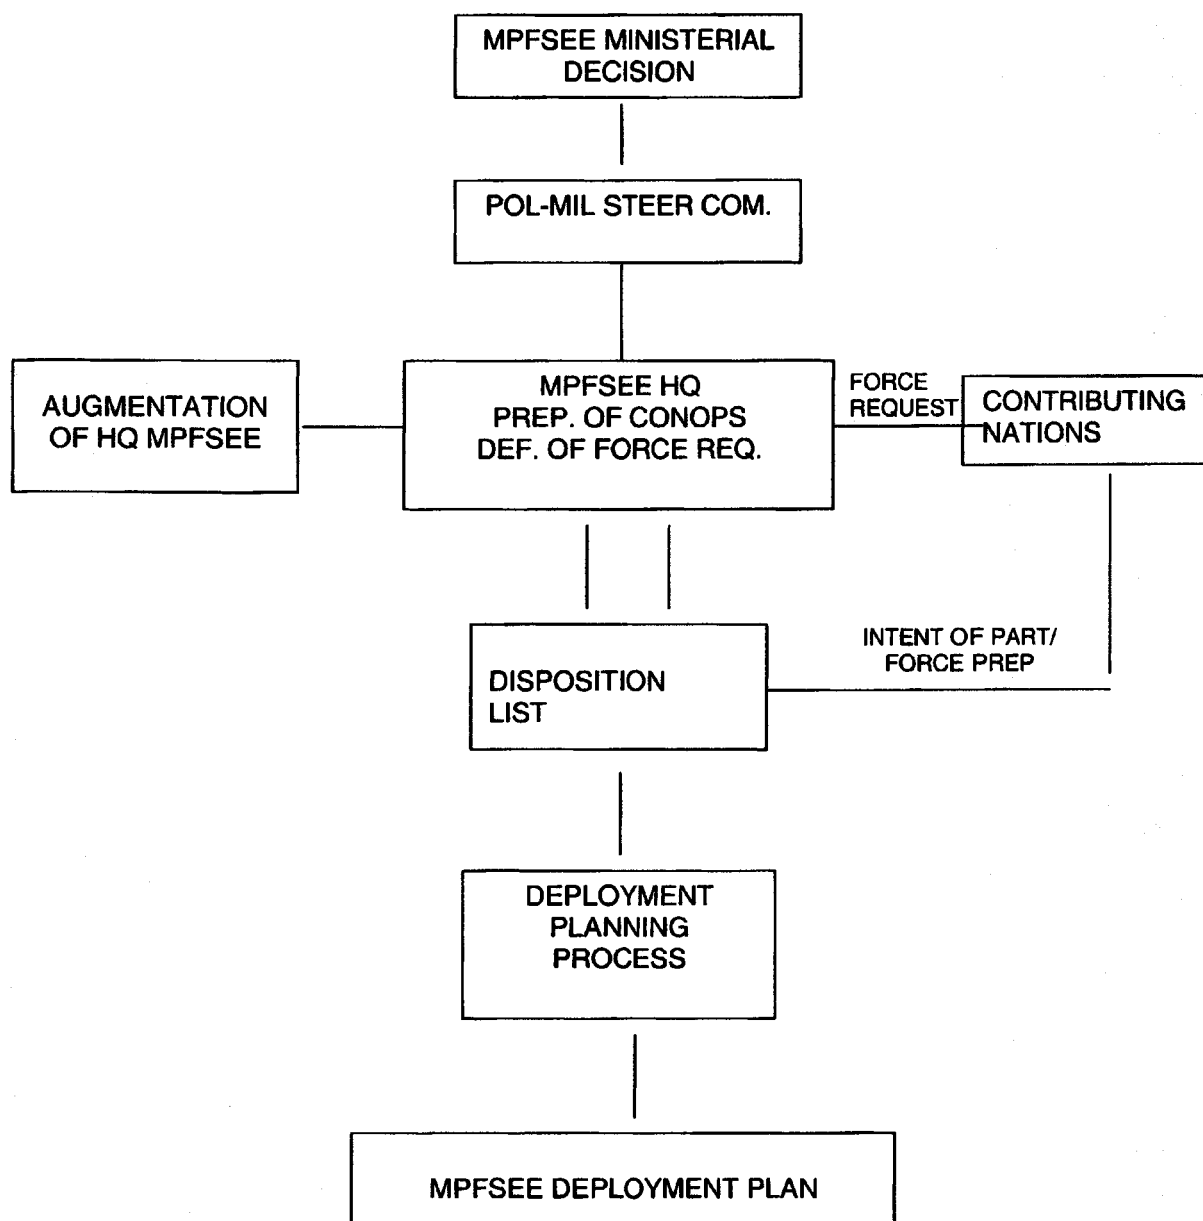 MPFSEE MINISTERIAL
DECISION
POL-MIL STEER COM.
AUGMENTATION
OF HQ MPFSEE
MPFSEE HQ
PREP. OF CONOPS
DEF. OF FORCE REQ.
FORCE
REQUEST
CONTRIBUTING
NATIONS
INTENT OF PART/
FORCE PREP
DISPOSITION
LIST
DEPLOYMENT
PLANNING
PROCESS
MPFSEE DEPLOYMENT PLAN